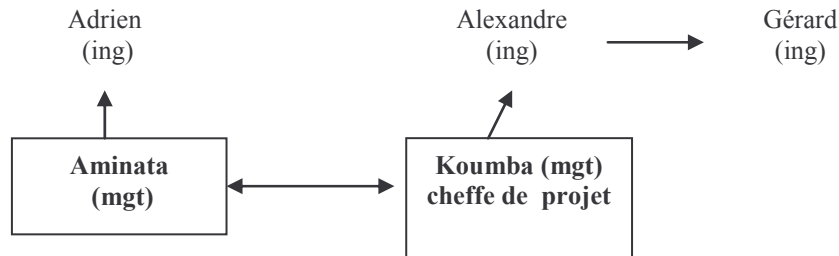 Adrien
(ing)
Alexandre
(ing)
Gérard
(ing)
Aminata
(mgt)
Koumba (mgt)
cheffe de projet